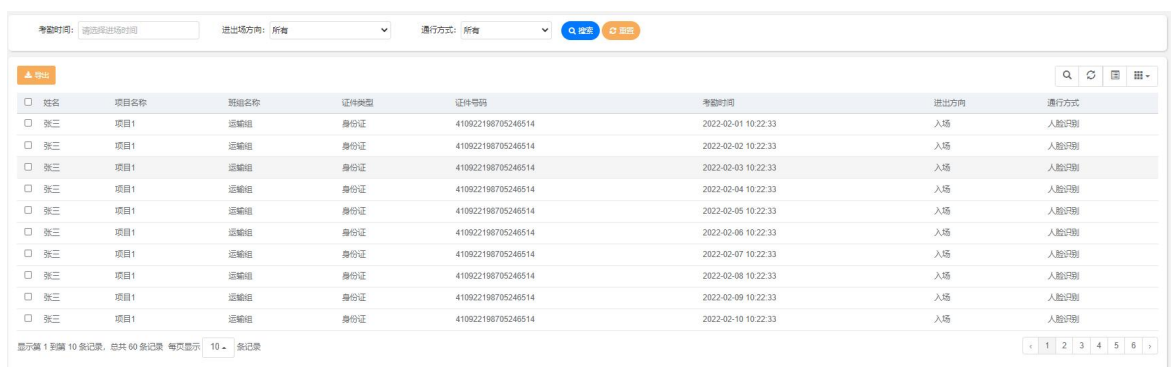 考勤时间: 请选择进场时间 进出场方向: 所有 通行方式: 所有 搜索 重置
导出
姓名 项目名称 班组名称 证件类型 证件号码 考勤时间 进出方向 通行方式
张三 项目1 运输组 身份证 410922198705246514 2022-02-01 10:22:33 入场 人脸识别
张三 项目1 运输组 身份证 410922198705246514 2022-02-02 10:22:33 入场 人脸识别
张三 项目1 运输组 身份证 410922198705246514 2022-02-03 10:22:33 入场 人脸识别
张三 项目1 运输组 身份证 410922198705246514 2022-02-04 10:22:33 入场 人脸识别
张三 项目1 运输组 身份证 410922198705246514 2022-02-05 10:22:33 入场 人脸识别
张三 项目1 运输组 身份证 410922198705246514 2022-02-06 10:22:33 入场 人脸识别
张三 项目1 运输组 身份证 410922198705246514 2022-02-07 10:22:33 入场 人脸识别
张三 项目1 运输组 身份证 410922198705246514 2022-02-08 10:22:33 入场 人脸识别
张三 项目1 运输组 身份证 410922198705246514 2022-02-09 10:22:33 入场 人脸识别
张三 项目1 运输组 身份证 410922198705246514 2022-02-10 10:22:33 入场 人脸识别
显示第 1 到第 10 条记录，总共 60 条记录 每页显示 10 条记录 ‹ 1 2 3 4 5 6 ›